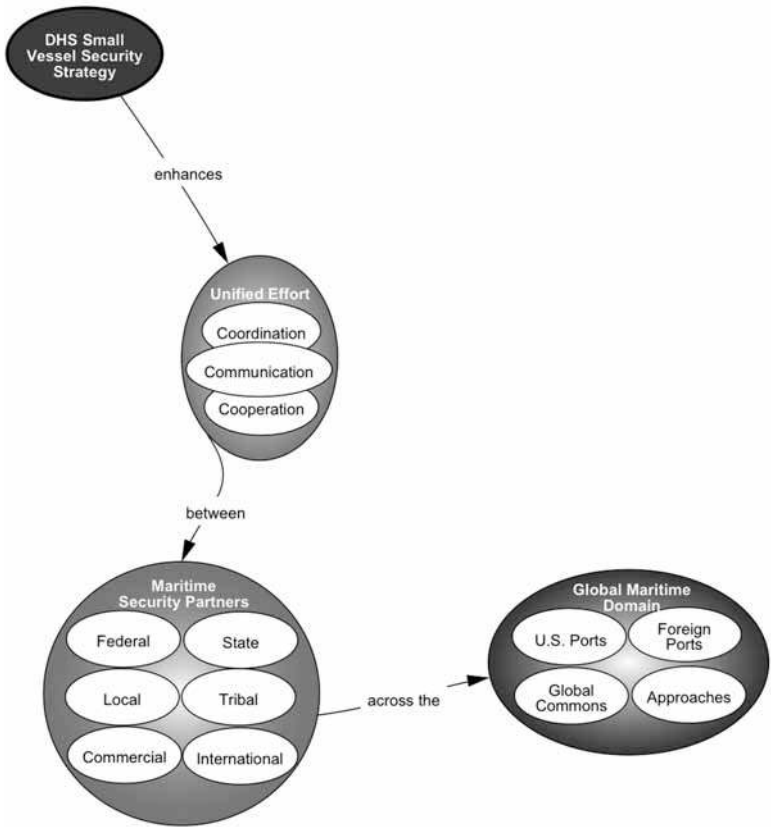 DHS Small
Vessel Security
Strategy
enhances
Unified Effort
Coordination
Communication
Cooperation
between
Maritime
Security Partners
Federal
State
Local
Tribal
Commercial
International
across the
Global Maritime
Domain
U.S. Ports
Foreign
Ports
Global
Commons
Approaches